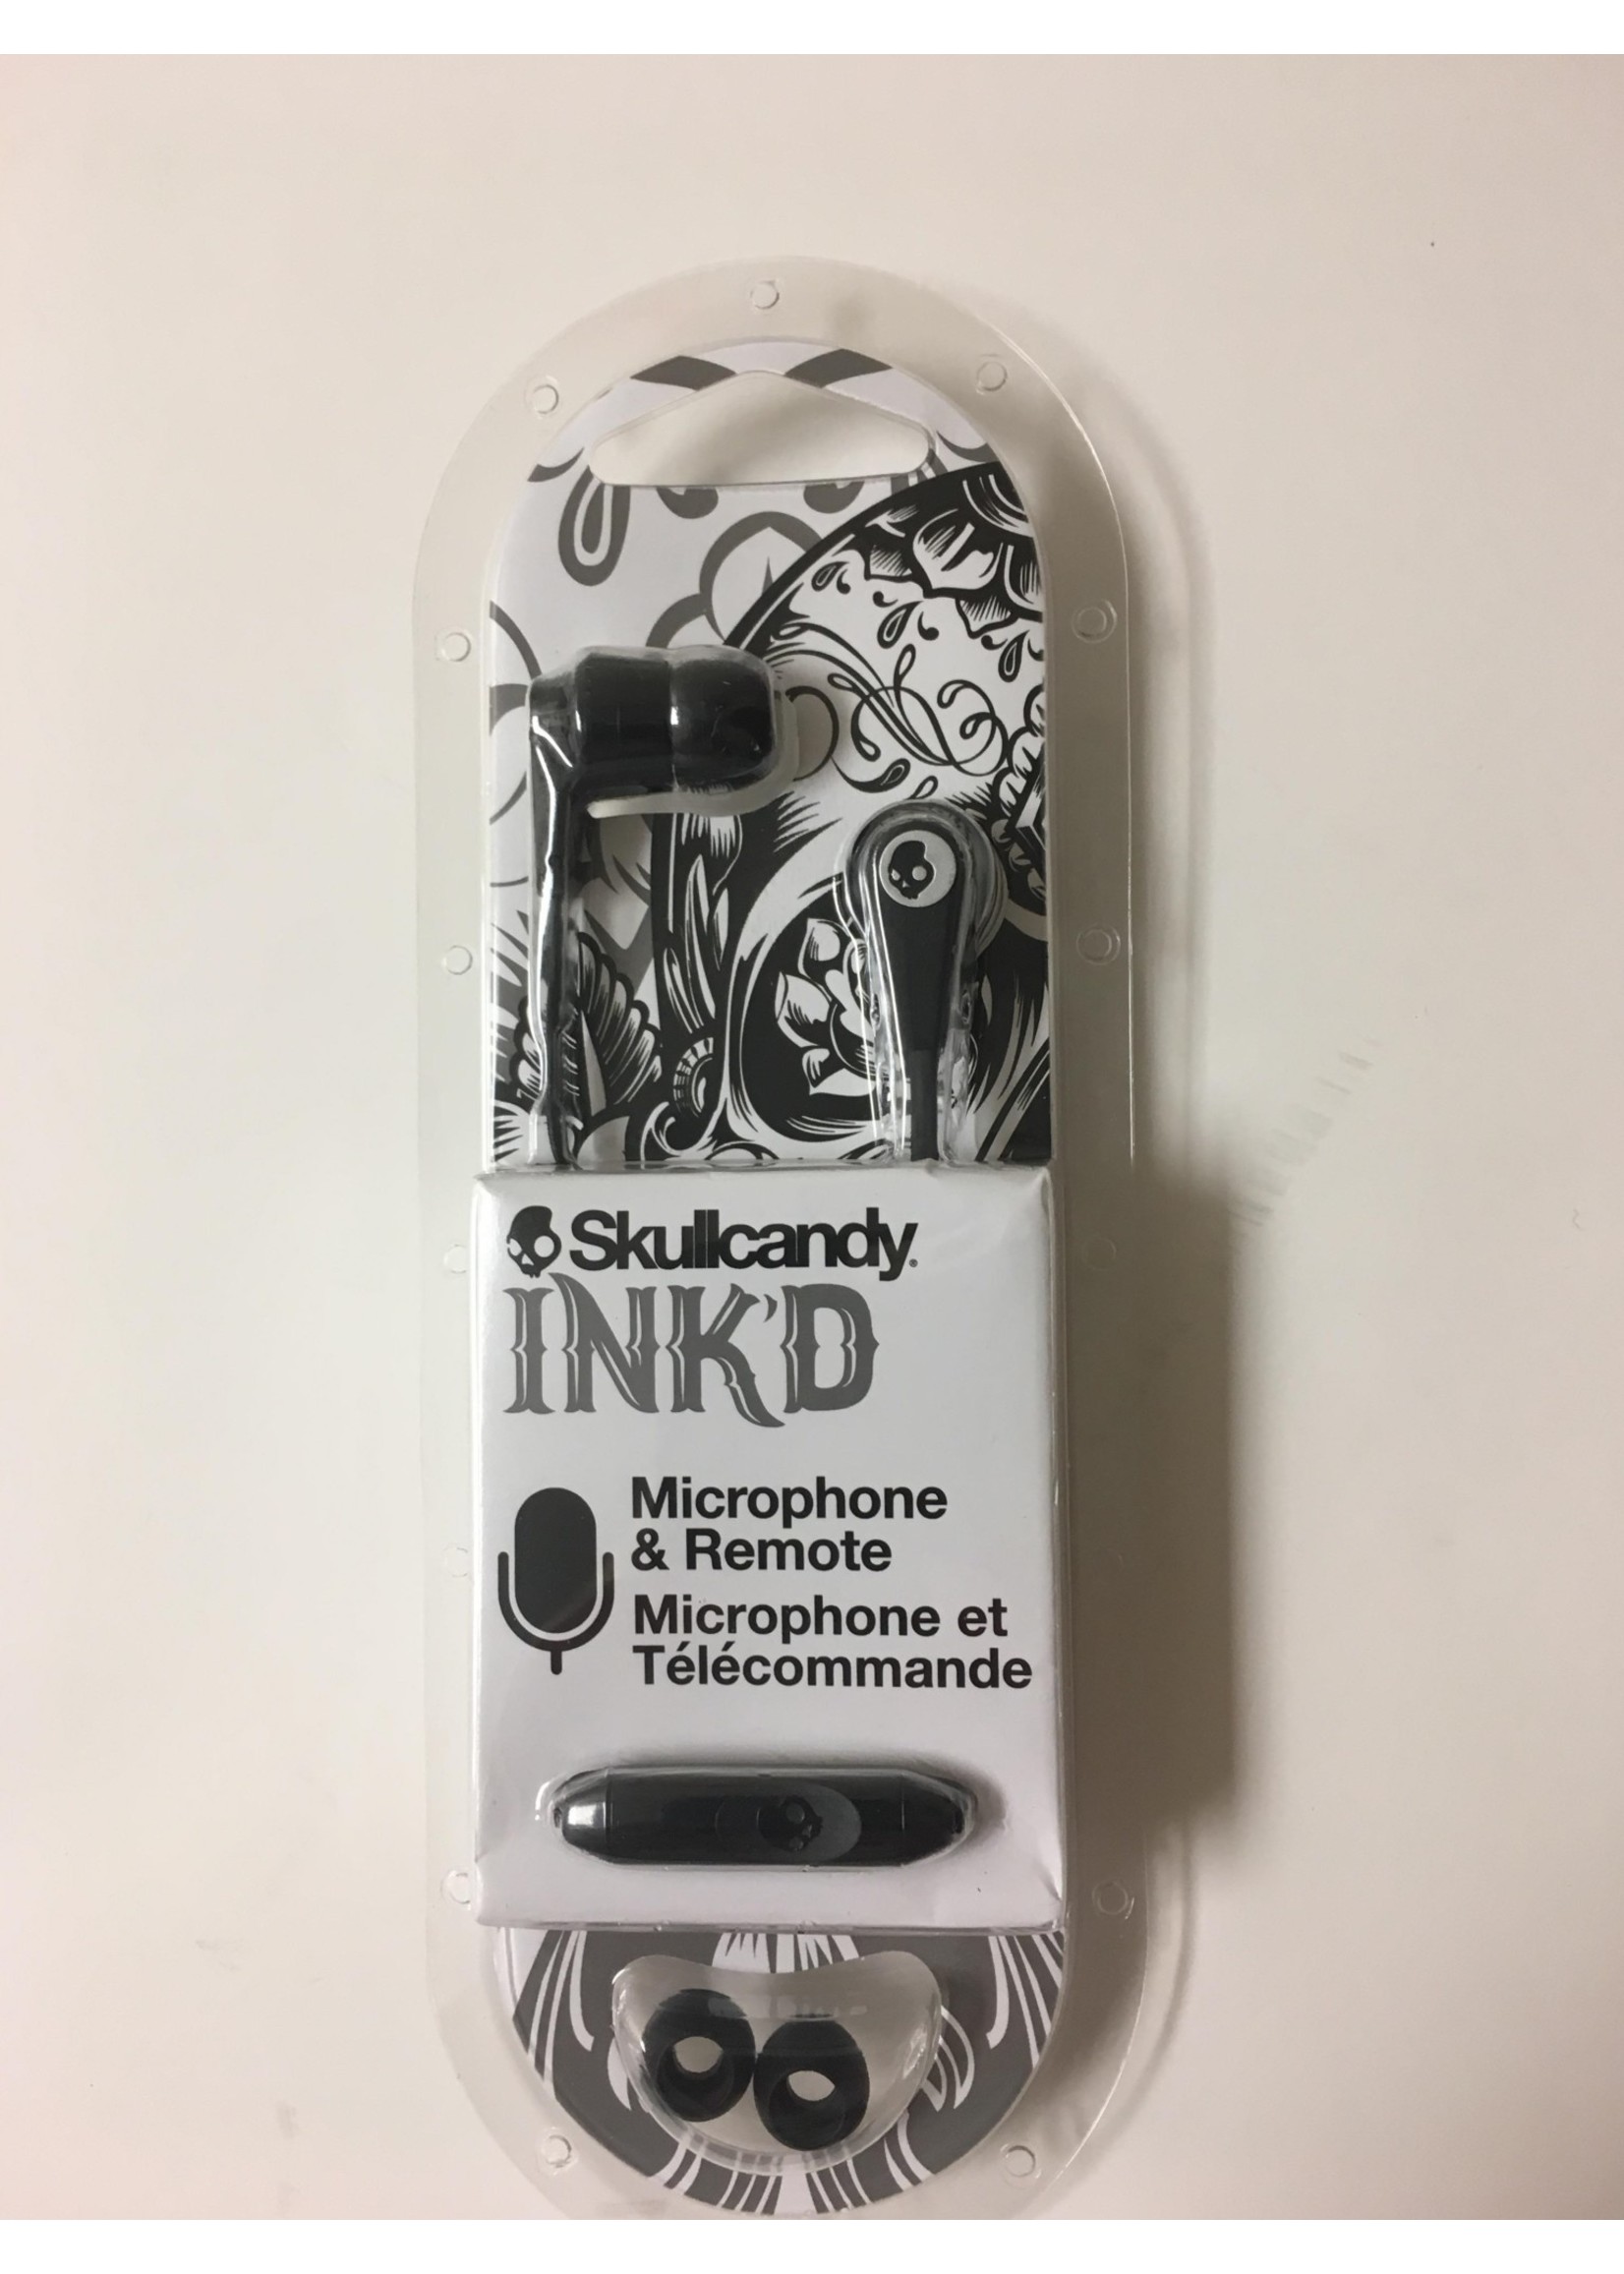 Skullcandy
INK'D
Microphone
& Remote
Microphone et
Télécommande